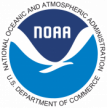 NATIONAL OCEANIC AND ATMOSPHERIC ADMINISTRATION
NOAA
U.S. DEPARTMENT OF COMMERCE